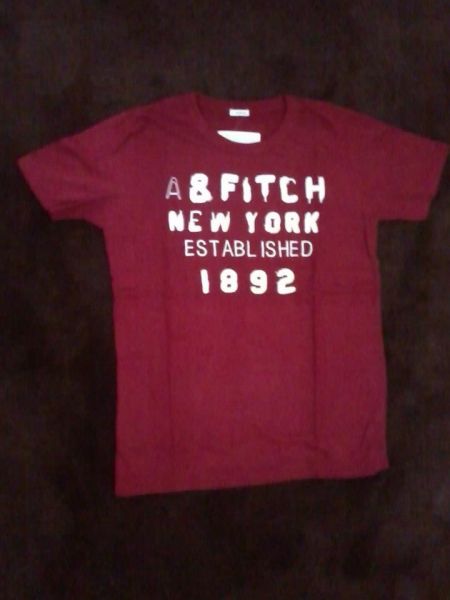 A & FITCH
NEW YORK
ESTABLISHED
1892